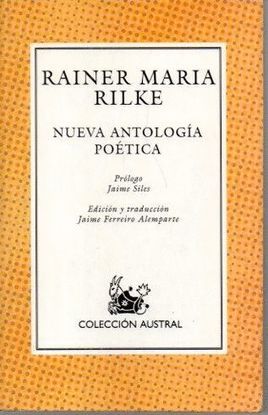 RAINER MARIA
RILKE
NUEVA ANTOLOGÍA
POÉTICA
Prólogo
Jaime Siles
Edición y traducción
Jaime Ferreiro Alemparte
COLECCIÓN AUSTRAL